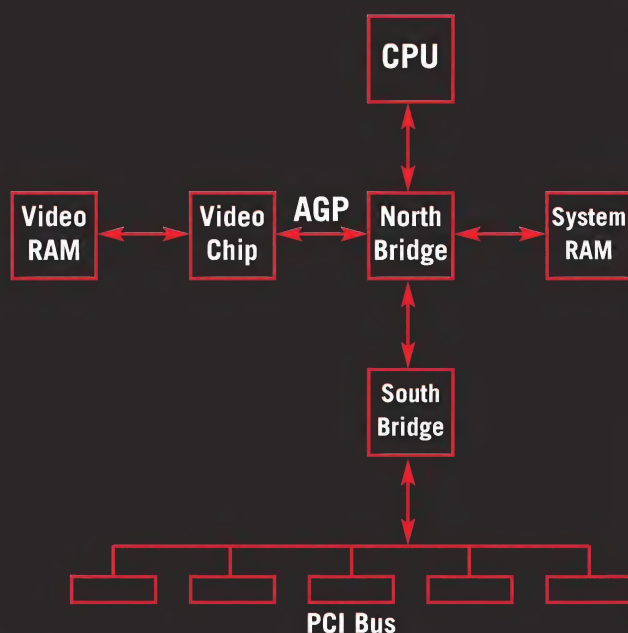 CPU
Video
RAM
Video
Chip
AGP
North
Bridge
System
RAM
South
Bridge
PCI Bus